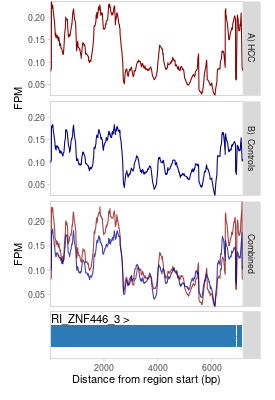 0.20
0.15
0.10
0.05
A) HCC
FPM
0.20
0.15
0.10
0.05
B) Controls
0.20
0.15
0.10
0.05
FPM
Combined
RI_ZNF446_3 >
2000 4000 6000
Distance from region start (bp)